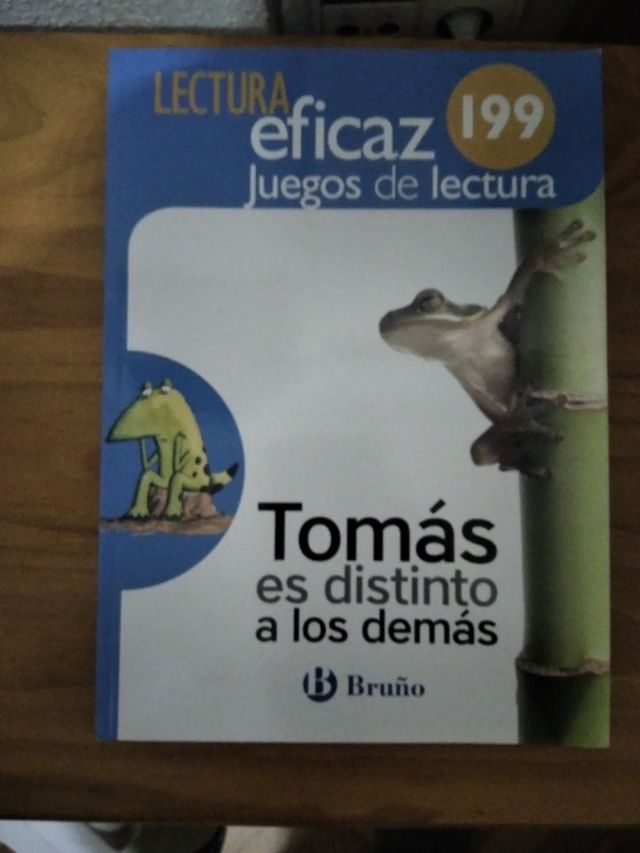 LECTURA
eficaz
199
Juegos de lectura
Tomás
es distinto
a los demás
B Bruño